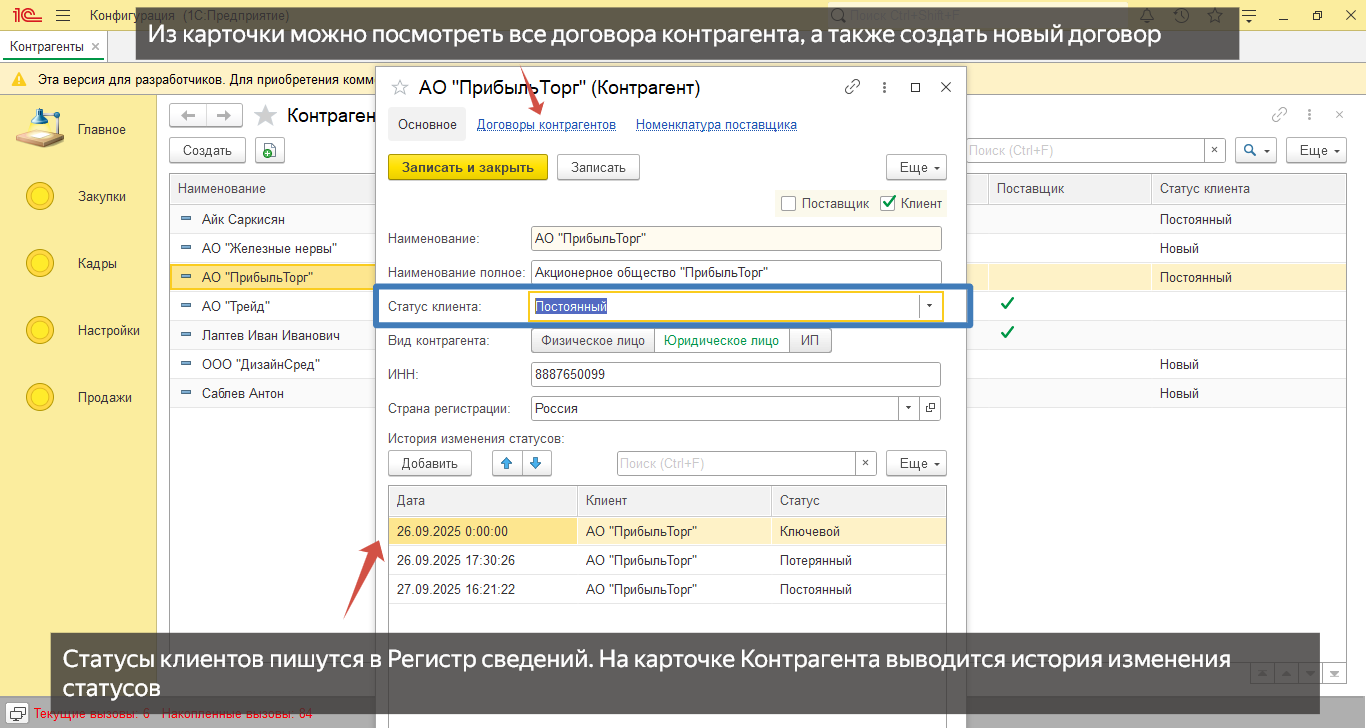 1С Конфигурация (1С:Предприятие)
Поиск Ctrl+Shift+F
Из карточки можно посмотреть все договора контрагента, а также создать новый договор
Контрагенты ×
Эта версия для разработчиков. Для приобретения
Главное
Закупки
Кадры
Настройки
Продажи
Создать
Поиск (Ctrl+F) ×
Еще
Наименование Поставщик Статус клиента
Айк Саркисян Постоянный
АО "Железные нервы" Новый
АО "ПрибыльТорг" Постоянный
АО "Трейд"
Лаптев Иван Иванович
ООО "ДизайнСред" Новый
Саблев Антон Новый
АО "ПрибыльТорг" (Контрагент)
Основное Договоры контрагентов Номенклатура поставщика
Записать и закрыть Записать Еще
Поставщик Клиент
Наименование: АО "ПрибыльТорг"
Наименование полное: Акционерное общество "ПрибыльТорг"
Статус клиента: Постоянный
Вид контрагента: Физическое лицо Юридическое лицо ИП
ИНН: 8887650099
Страна регистрации: Россия
История изменения статусов:
Добавить Поиск (Ctrl+F) × Еще
Дата Клиент Статус
26.09.2025 0:00:00 АО "ПрибыльТорг" Ключевой
26.09.2025 17:30:26 АО "ПрибыльТорг" Потерянный
27.09.2025 16:21:22 АО "ПрибыльТорг" Постоянный
Статусы клиентов пишутся в Регистр сведений. На карточке Контрагента выводится история изменения
статусов
Текущие вызовы: 6 Накопленные вызовы: 84